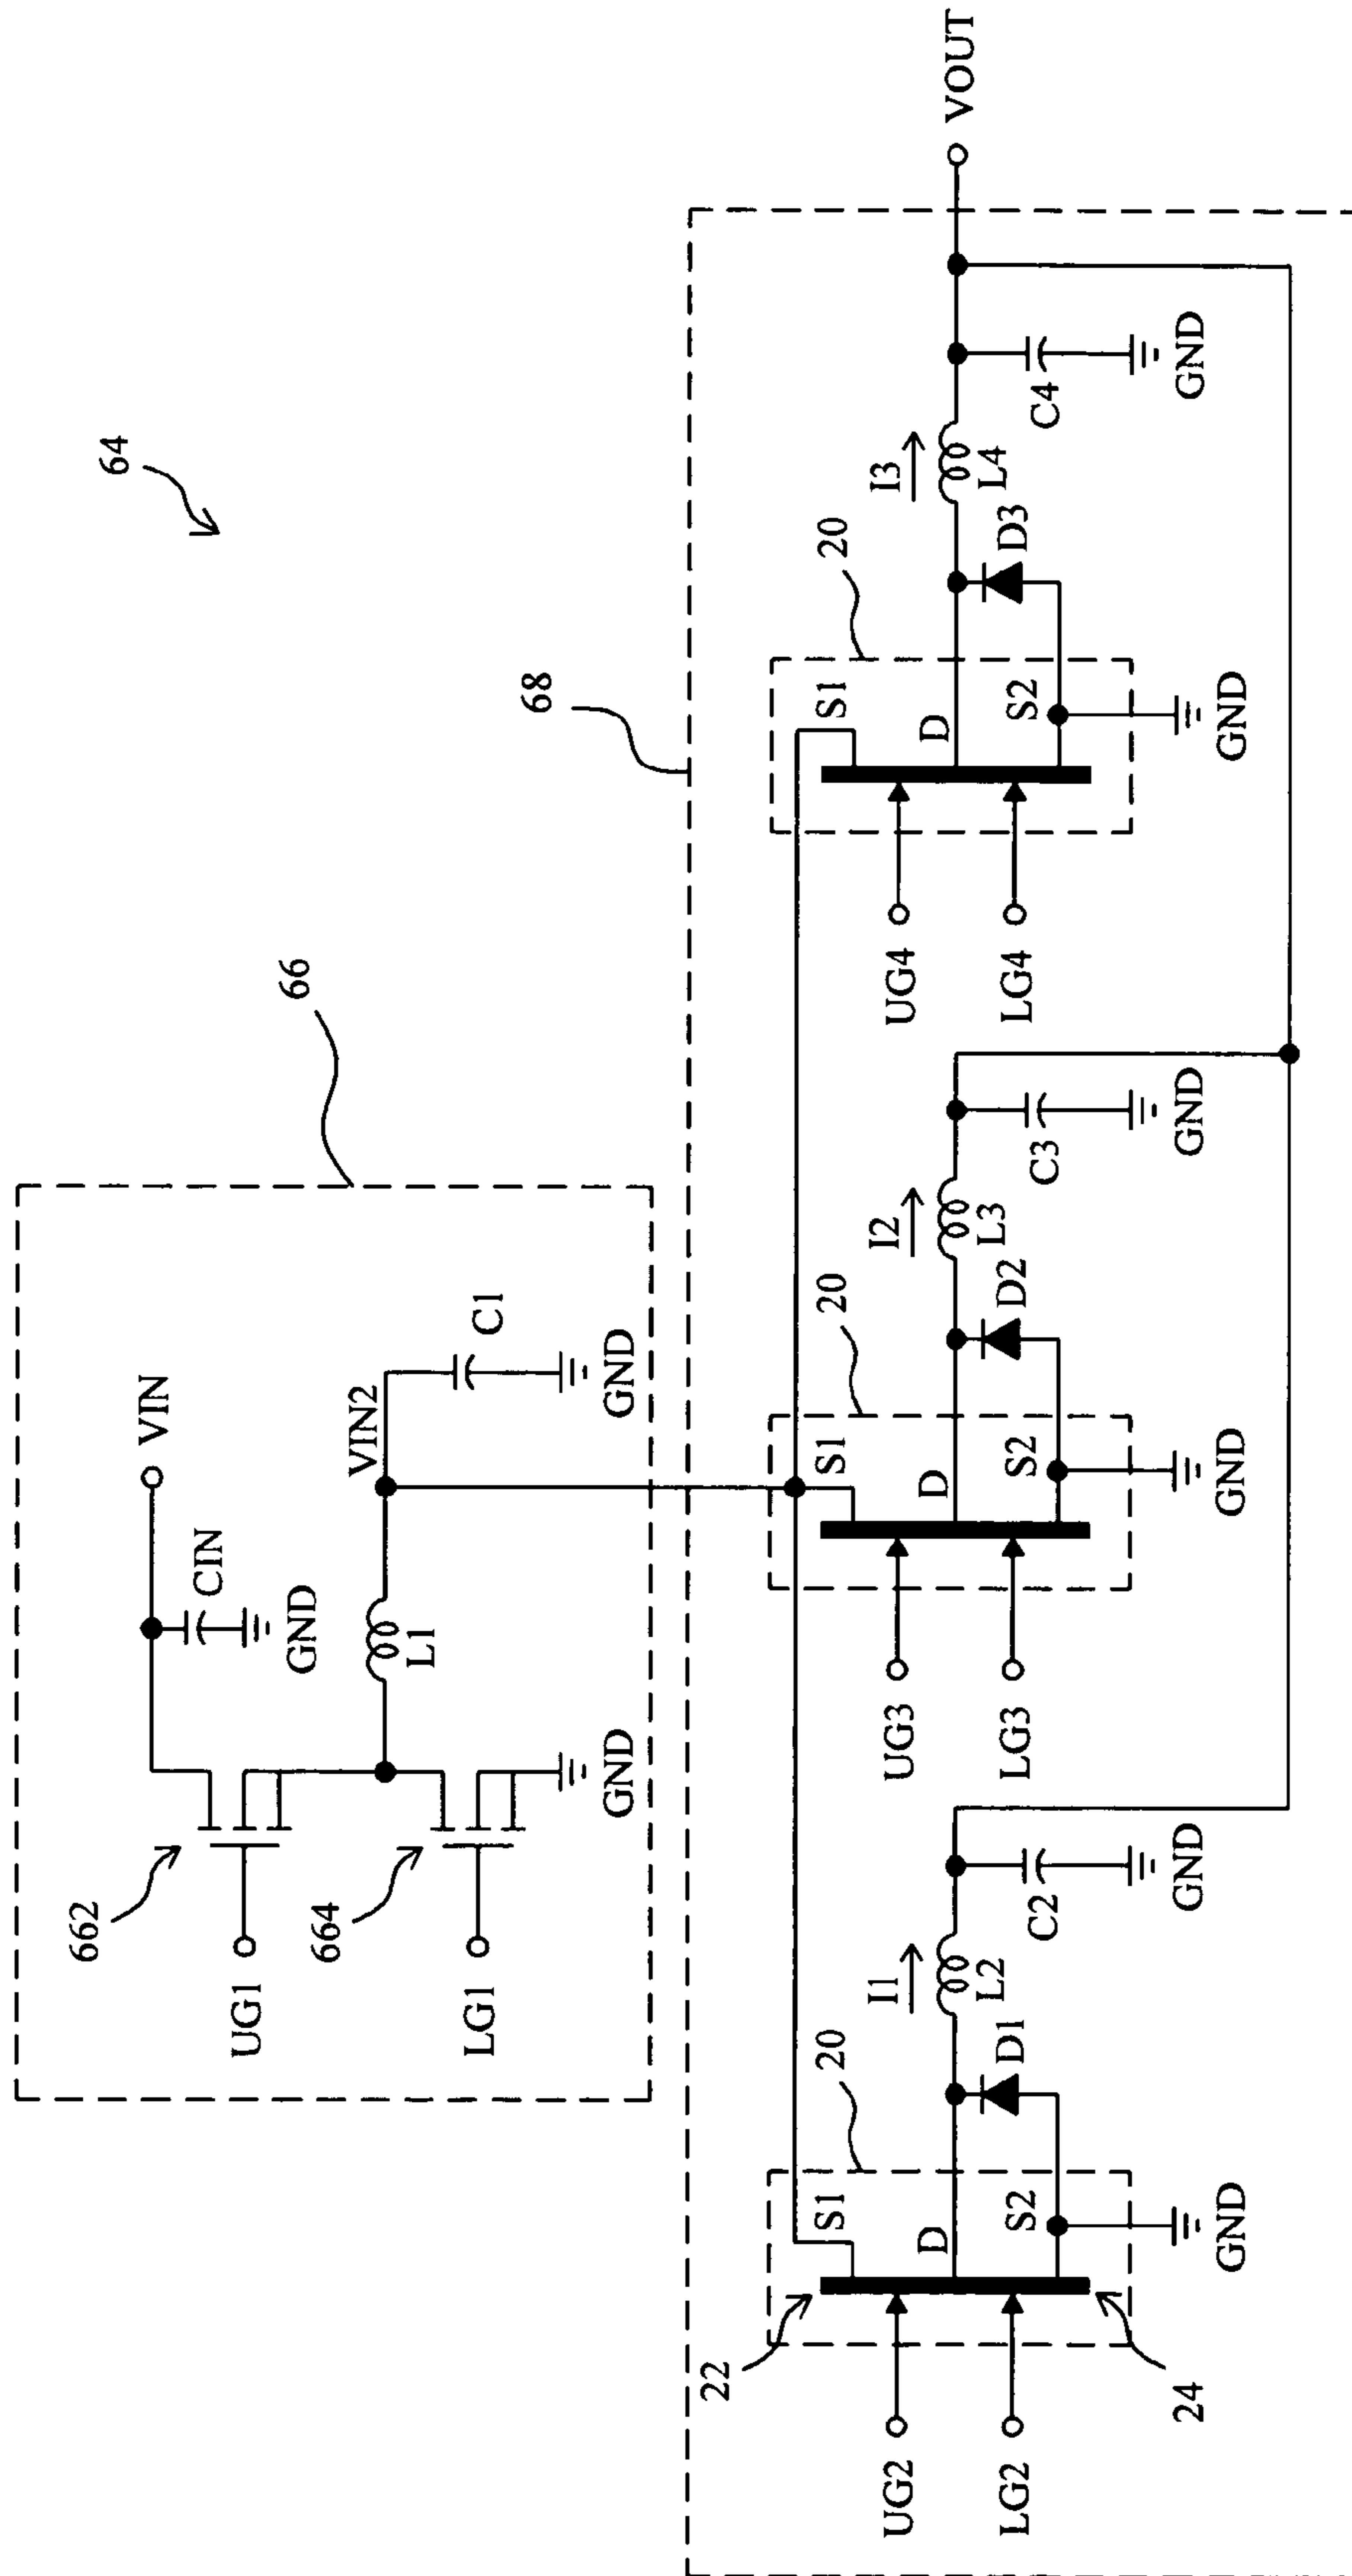 64
66
VIN
CIN
GND
662
UG1
664
LG1
GND
L1
VIN2
C1
GND
68
22
24
20
S1
D
S2
GND
UG2
LG2
D1
I1
L2
C2
GND
20
S1
D
S2
GND
UG3
LG3
D2
I2
L3
C3
GND
20
S1
D
S2
GND
UG4
LG4
D3
I3
L4
C4
GND
VOUT